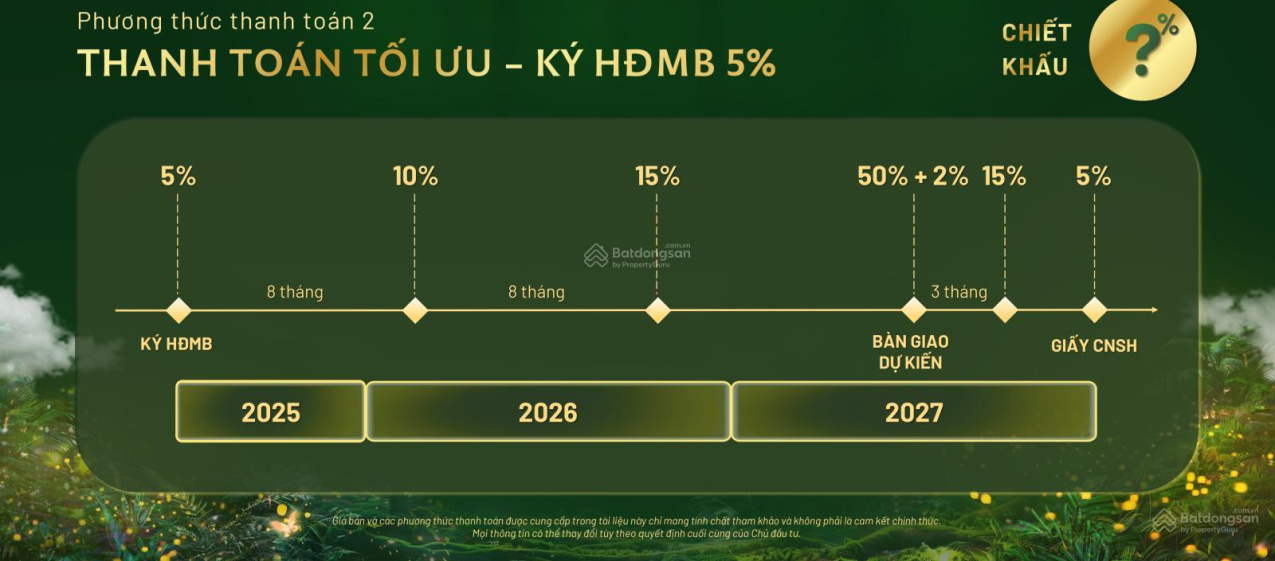 Phương thức thanh toán 2
THANH TOÁN TỐI ƯU – KÝ HĐMB 5%
CHIẾT
KHẤU
?%
5%
10%
15%
50% + 2%
15%
5%
Batdongsan
.com.vn
by PropertyGuru
8 tháng
8 tháng
3 tháng
KÝ HĐMB
BÀN GIAO
DỰ KIẾN
GIẤY CNSH
2025
2026
2027
Giá bán và các phương thức thanh toán được cung cấp trong tài liệu này chỉ mang tính chất tham khảo và không phải là cam kết chính thức.
Mọi thông tin có thể thay đổi tùy theo quyết định cuối cùng của Chủ đầu tư.
Batdongsan
.com.vn
by PropertyGuru